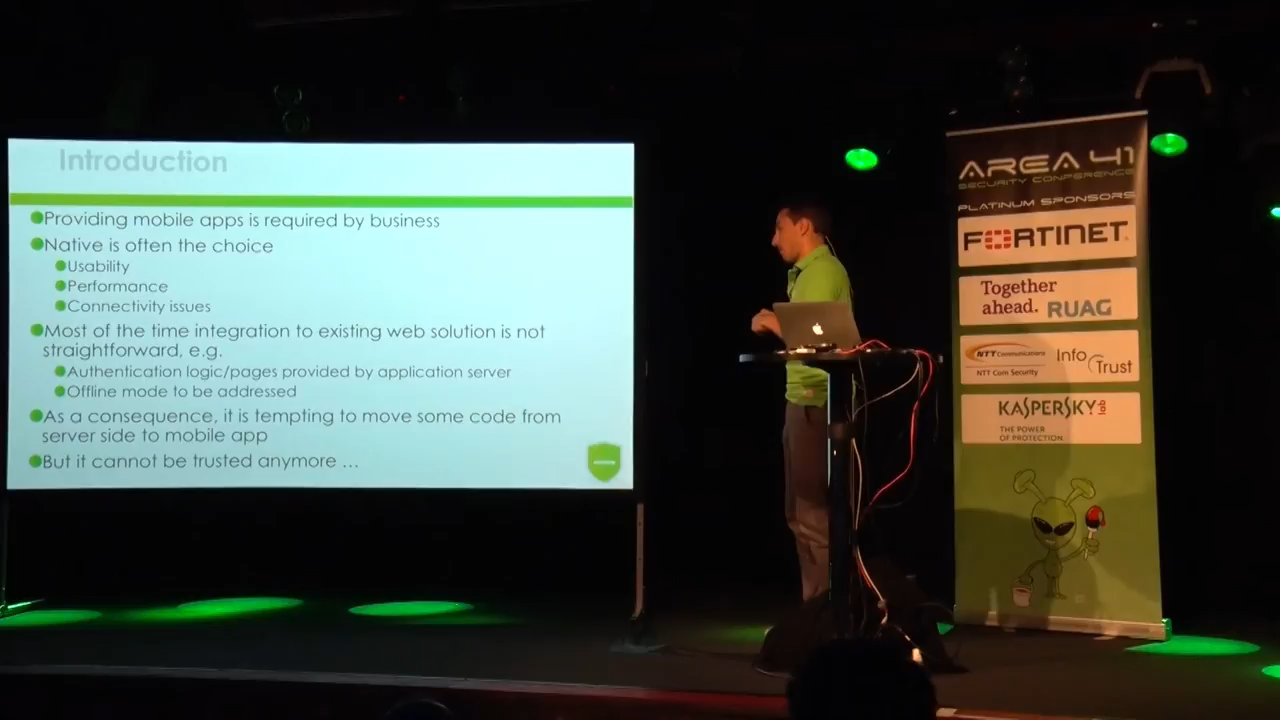 Introduction
Providing mobile apps is required by business
Native is often the choice
Usability
Performance
Connectivity issues
Most of the time integration to existing web solution is not
straightforward, e.g.
Authentication logic/pages provided by application server
Offline mode to be addressed
As a consequence, it is tempting to move some code from
server side to mobile app
But it cannot be trusted anymore ...
AREA 41
SECURITY CONFERENCE
PLATINUM SPONSORS
FORTINET
Together
ahead. RUAG
NTT Communications
NTT Com Security
Info
Trust
KASPERSKY lab
THE POWER
OF PROTECTION